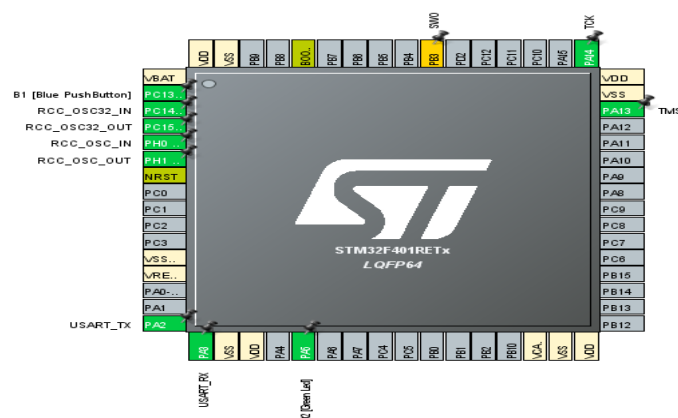 SWO
TCK
VDD
VSS
PB9
PB8
BOO..
PB7
PB6
PB5
PB4
PB3
PD2
PC12
PC11
PC10
PA15
PA14
VBAT
B1 [Blue PushButton] PC13..
RCC_OSC32_IN PC14..
RCC_OSC32_OUT PC15..
RCC_OSC_IN PH0 ..
RCC_OSC_OUT PH1 ..
NRST
PC0
PC1
PC2
PC3
VSS..
VRE..
PA0-..
PA1
USART_TX PA2
VDD
VSS
PA13 TMS
PA12
PA11
PA10
PA9
PA8
PC9
PC8
PC7
PC6
PB15
PB14
PB13
PB12
ST
STM32F401RETx
LQFP64
PA3
VSS
VDD
PA4
PA5
PA6
PA7
PC4
PC5
PB0
PB1
PB2
PB10
VCA..
VSS
VDD
USART_RX
[Green Led]